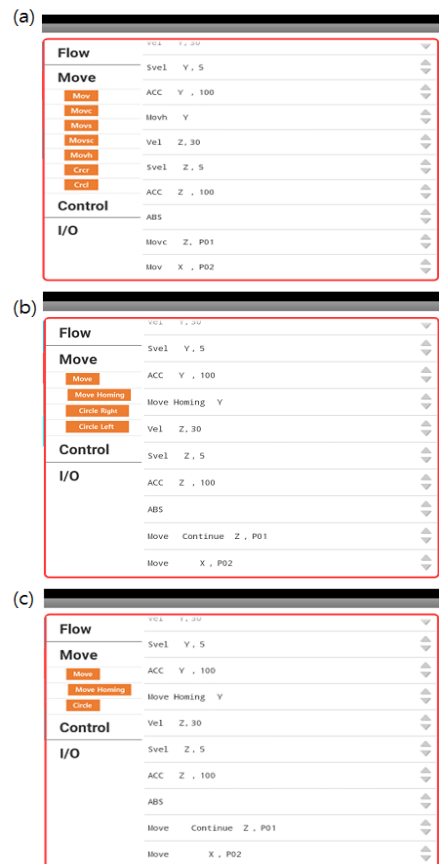 (a)
Flow
Move
Mov
Movc
Movs
Movsc
Movh
Crcr
Crcl
Control
I/O
Vel Y,30
Svel Y, 5
ACC Y , 100
Movh Y
Vel Z,30
Svel Z, 5
ACC Z , 100
ABS
Movc Z, P01
Mov X , P02
(b)
Flow
Move
Move
Move Homing
Circle Right
Circle Left
Control
I/O
Vel Y,30
Svel Y, 5
ACC Y , 100
Move Homing Y
Vel Z,30
Svel Z, 5
ACC Z , 100
ABS
Move Continue Z , P01
Move X , P02
(c)
Flow
Move
Move
Move Homing
Circle
Control
I/O
Vel Y,30
Svel Y, 5
ACC Y , 100
Move Homing Y
Vel Z,30
Svel Z, 5
ACC Z , 100
ABS
Move Continue Z , P01
Move X , P02